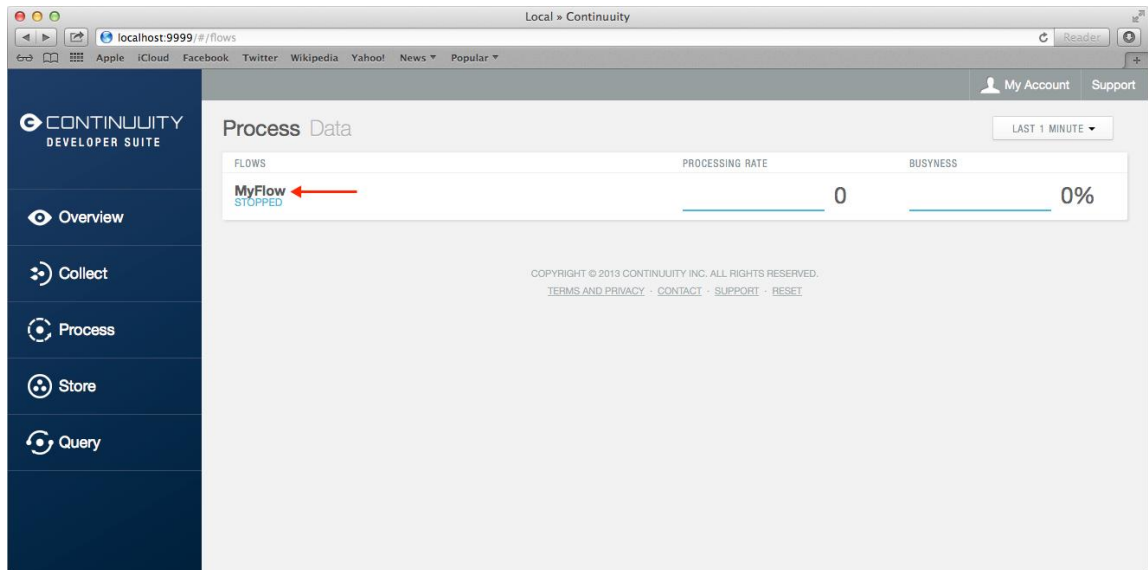 Local » Continuuity
localhost:9999/#/flows
Reader
Apple iCloud Facebook Twitter Wikipedia Yahoo! News Popular
My Account Support
CONTINUUITY
DEVELOPER SUITE
Process Data
LAST 1 MINUTE
FLOWS PROCESSING RATE BUSYNESS
MyFlow
STOPPED
0
0%
Overview
Collect
Process
Store
Query
COPYRIGHT © 2013 CONTINUUITY INC. ALL RIGHTS RESERVED.
TERMS AND PRIVACY · CONTACT · SUPPORT · RESET